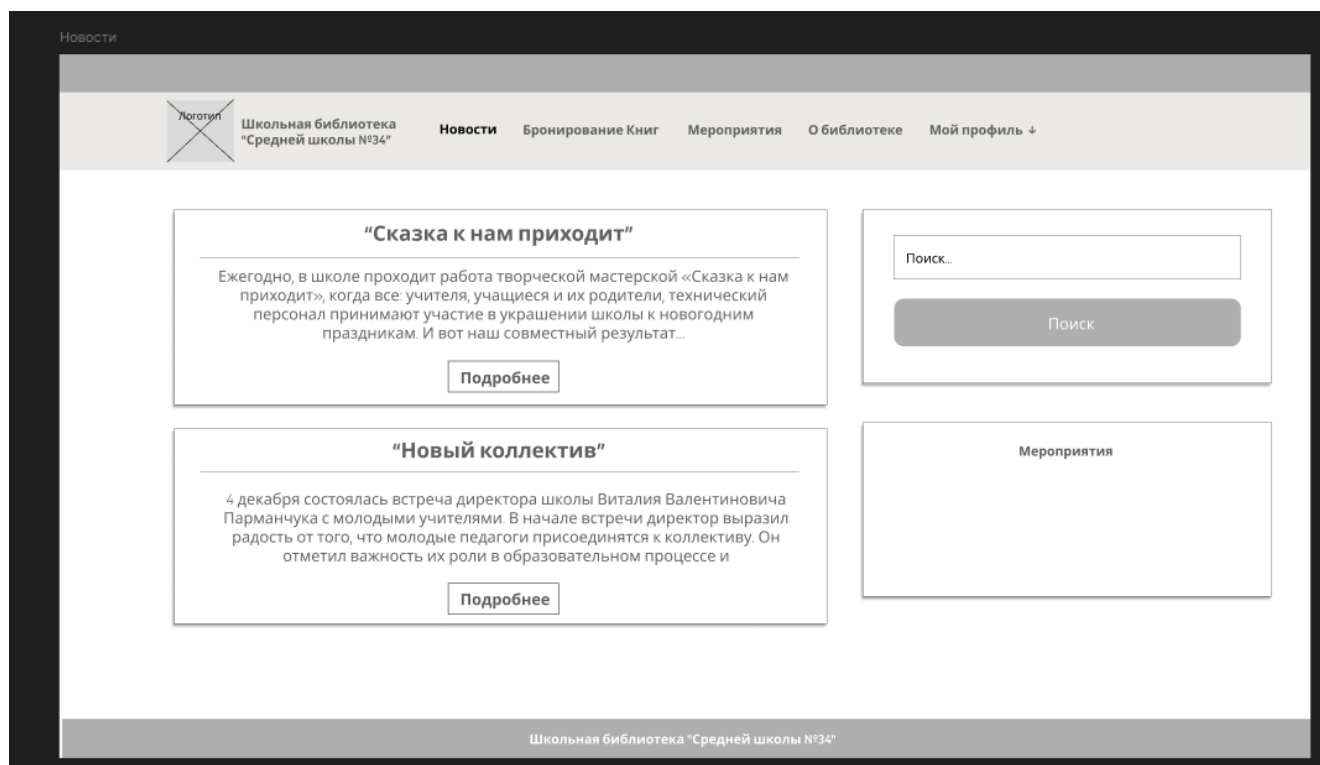 Новости
Логотип
Школьная библиотека
"Средней школы №34"
Новости
Бронирование Книг
Мероприятия
О библиотеке
Мой профиль ↓
“Сказка к нам приходит”
Ежегодно, в школе проходит работа творческой мастерской «Сказка к нам
приходит», когда все: учителя, учащиеся и их родители, технический
персонал принимают участие в украшении школы к новогодним
праздникам. И вот наш совместный результат...
Подробнее
“Новый коллектив”
4 декабря состоялась встреча директора школы Виталия Валентиновича
Парманчука с молодыми учителями. В начале встречи директор выразил
радость от того, что молодые педагоги присоединятся к коллективу. Он
отметил важность их роли в образовательном процессе и
Подробнее
Поиск...
Поиск
Мероприятия
Школьная библиотека "Средней школы №34"